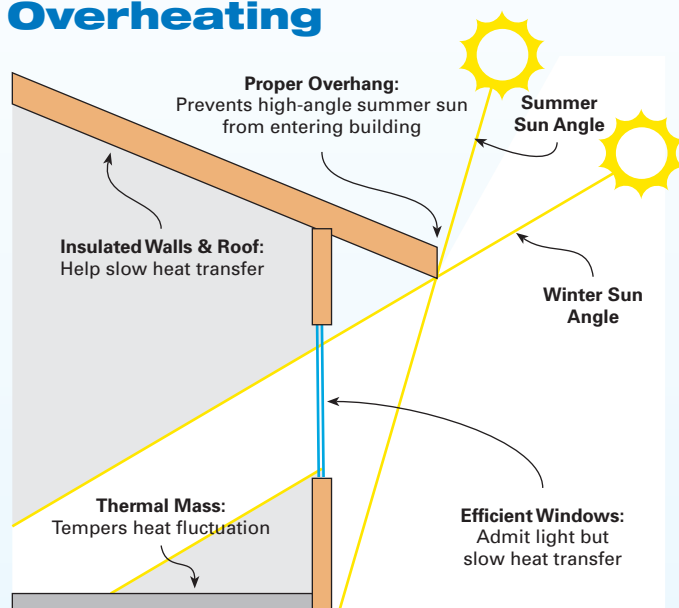 Overheating
Proper Overhang:
Prevents high-angle summer sun
from entering building
Summer
Sun Angle
Insulated Walls & Roof:
Help slow heat transfer
Winter Sun
Angle
Thermal Mass:
Tempers heat fluctuation
Efficient Windows:
Admit light but
slow heat transfer